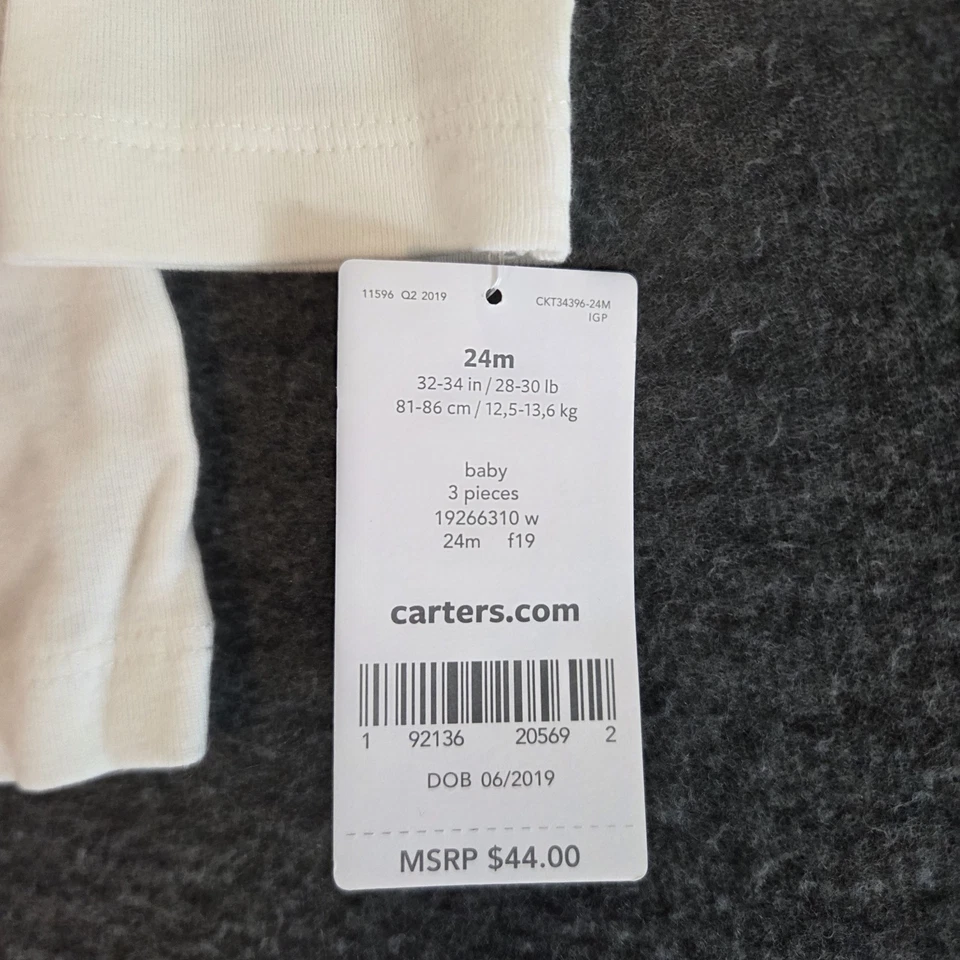 11596 Q2 2019
CKT34396-24M
IGP
24m
32-34 in / 28-30 lb
81-86 cm / 12,5-13,6 kg
baby
3 pieces
19266310 w
24m f19
carters.com
1 92136 20569 2
DOB 06/2019
MSRP $44.00